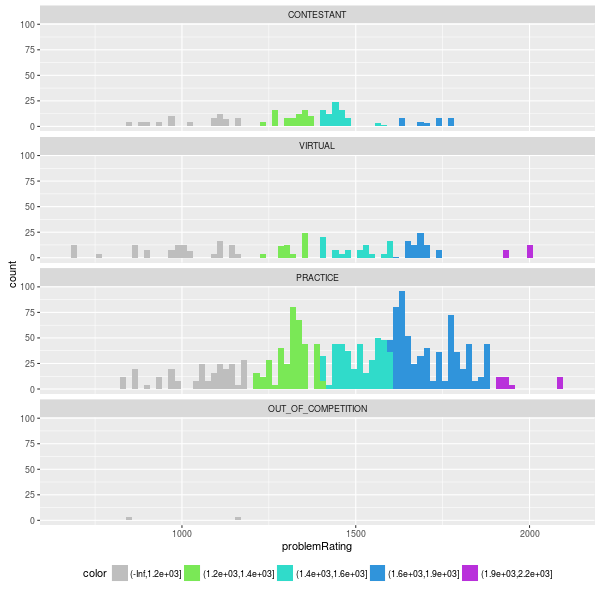 CONTESTANT
100
75
50
25
0
VIRTUAL
100
75
50
25
0
PRACTICE
100
75
50
25
0
OUT_OF_COMPETITION
100
75
50
25
0
count
1000 1500 2000
problemRating
color (-Inf,1.2e+03] (1.2e+03,1.4e+03] (1.4e+03,1.6e+03] (1.6e+03,1.9e+03] (1.9e+03,2.2e+03]